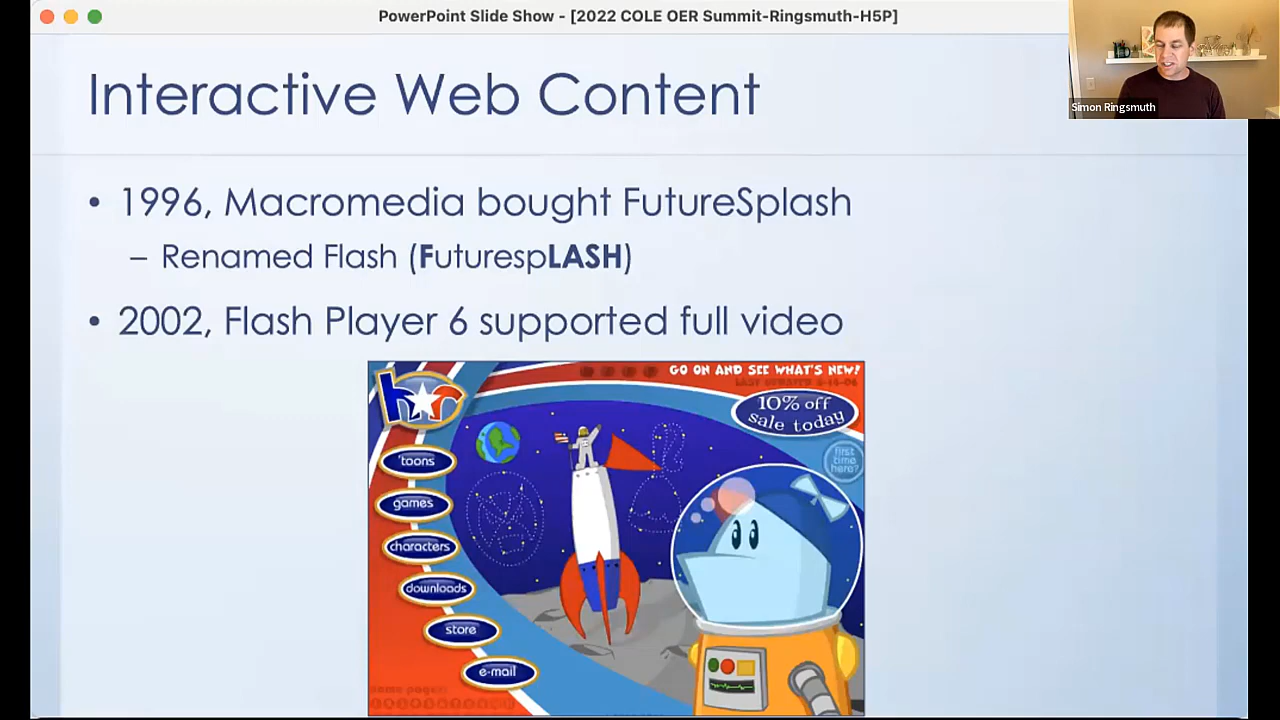 PowerPoint Slide Show - [2022 COLE OER Summit-Ringsmuth-H5P]
Simon Ringsmuth
Interactive Web Content
• 1996, Macromedia bought FutureSplash
– Renamed Flash (FuturespLASH)
• 2002, Flash Player 6 supported full video
GO ON AND SEE WHAT'S NEW!
hr
10% off
sale today
first
time
here?
'toons
games
characters
downloads
store
e-mail